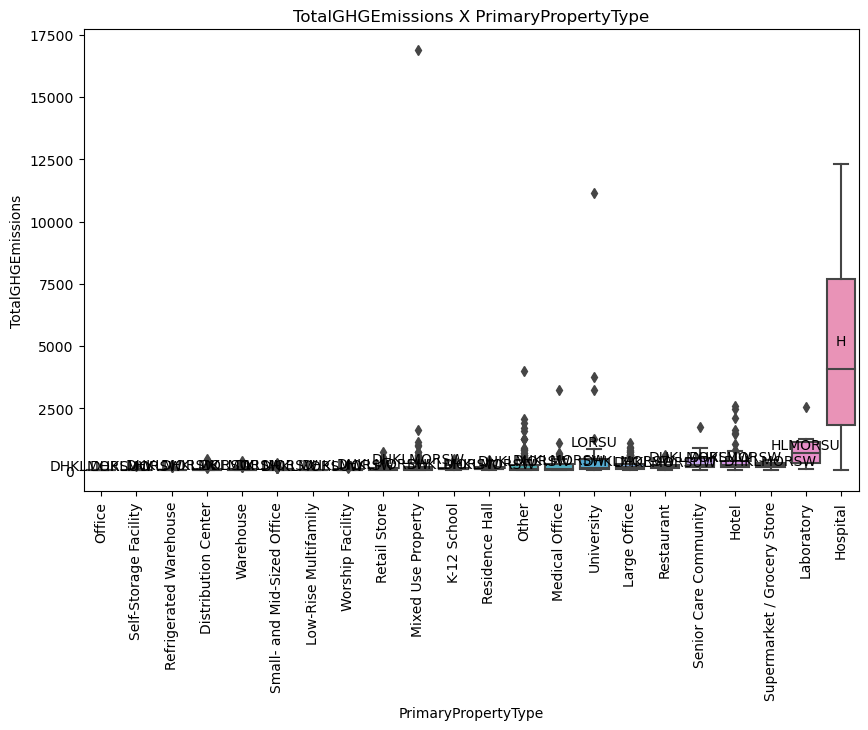 TotalGHGEmissions X PrimaryPropertyType
17500
15000
12500
10000
7500
5000
2500
0
TotalGHGEmissions
H
HLMORSU
LORSU
Office
Self-Storage Facility
Refrigerated Warehouse
Distribution Center
Warehouse
Small- and Mid-Sized Office
Low-Rise Multifamily
Worship Facility
Retail Store
Mixed Use Property
K-12 School
Residence Hall
Other
Medical Office
University
Large Office
Restaurant
Senior Care Community
Hotel
Supermarket / Grocery Store
Laboratory
Hospital
PrimaryPropertyType